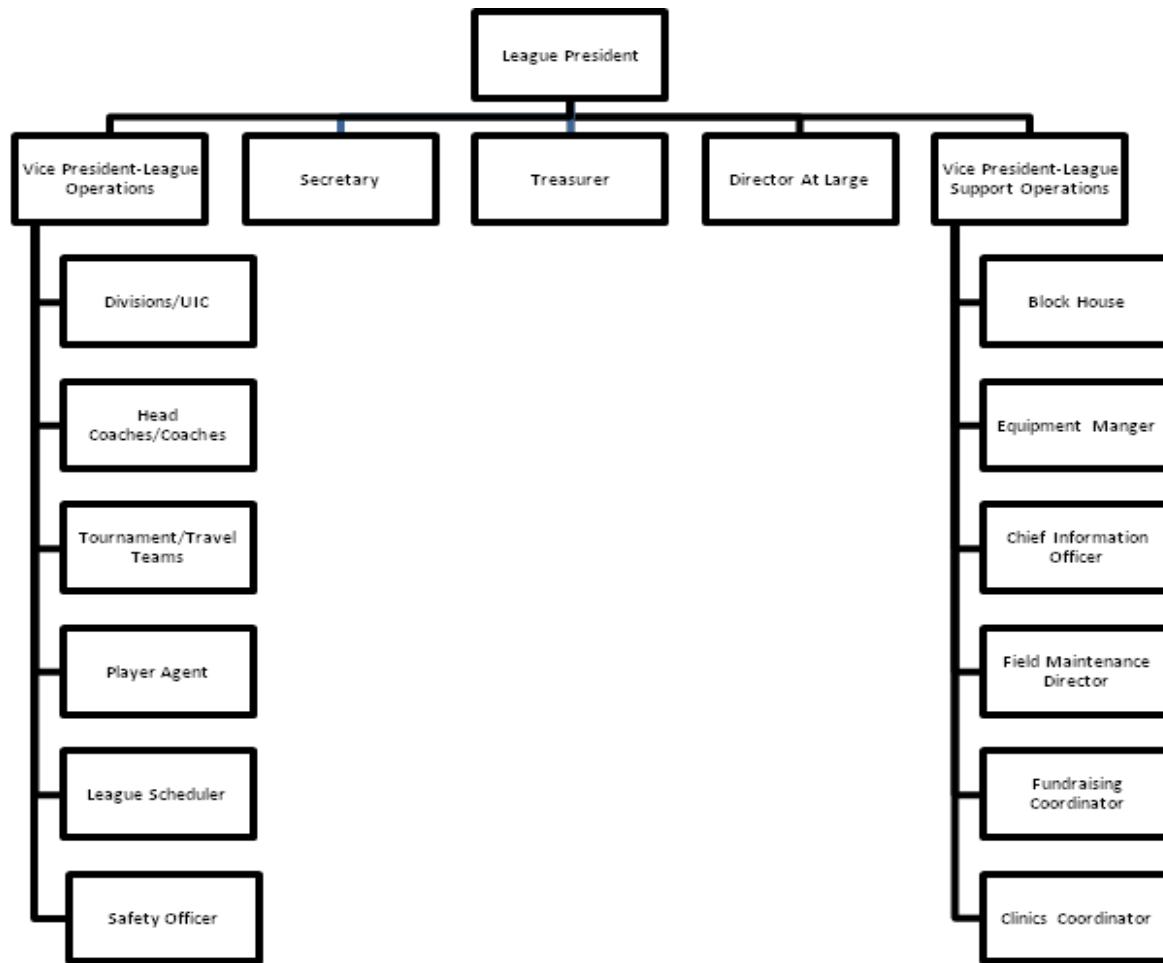 League President
Vice President-League
Operations
Secretary
Treasurer
Director At Large
Vice President-League
Support Operations
Divisions/UIC
Head
Coaches/Coaches
Tournament/Travel
Teams
Player Agent
League Scheduler
Safety Officer
Block House
Equipment Manger
Chief Information
Officer
Field Maintenance
Director
Fundraising
Coordinator
Clinics Coordinator